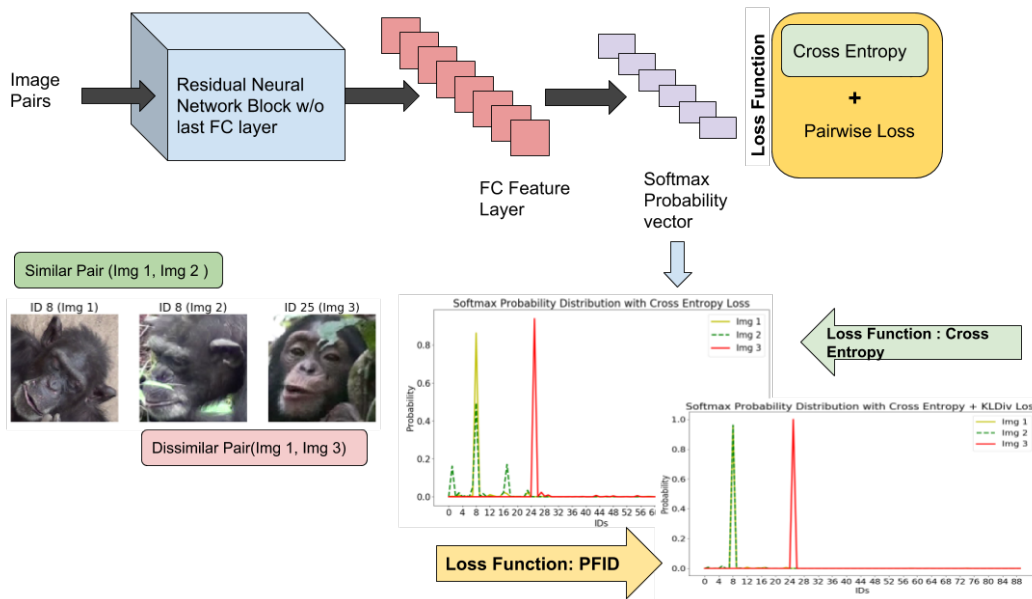 Image
Pairs
Residual Neural
Network Block w/o
last FC layer
FC Feature
Layer
Softmax
Probability
vector
Loss Function
Cross Entropy
+
Pairwise Loss
Similar Pair (Img 1, Img 2 )
ID 8 (Img 1)
ID 8 (Img 2)
ID 25 (Img 3)
Dissimilar Pair(Img 1, Img 3)
Softmax Probability Distribution with Cross Entropy Loss
Img 1
Img 2
Img 3
Probability
0.8
0.6
0.4
0.2
0.0
0 4 8 12 16 20 24 28 32 36 40 44 48 52 56
IDs
Loss Function : Cross
Entropy
Softmax Probability Distribution with Cross Entropy + KLDiv Los
Img 1
Img 2
Img 3
Probability
1.0
0.8
0.6
0.4
0.2
0.0
0 4 8 12 16 20 24 28 32 36 40 44 48 52 56 60 64 68 72 76 80 84 88
IDs
Loss Function: PFID